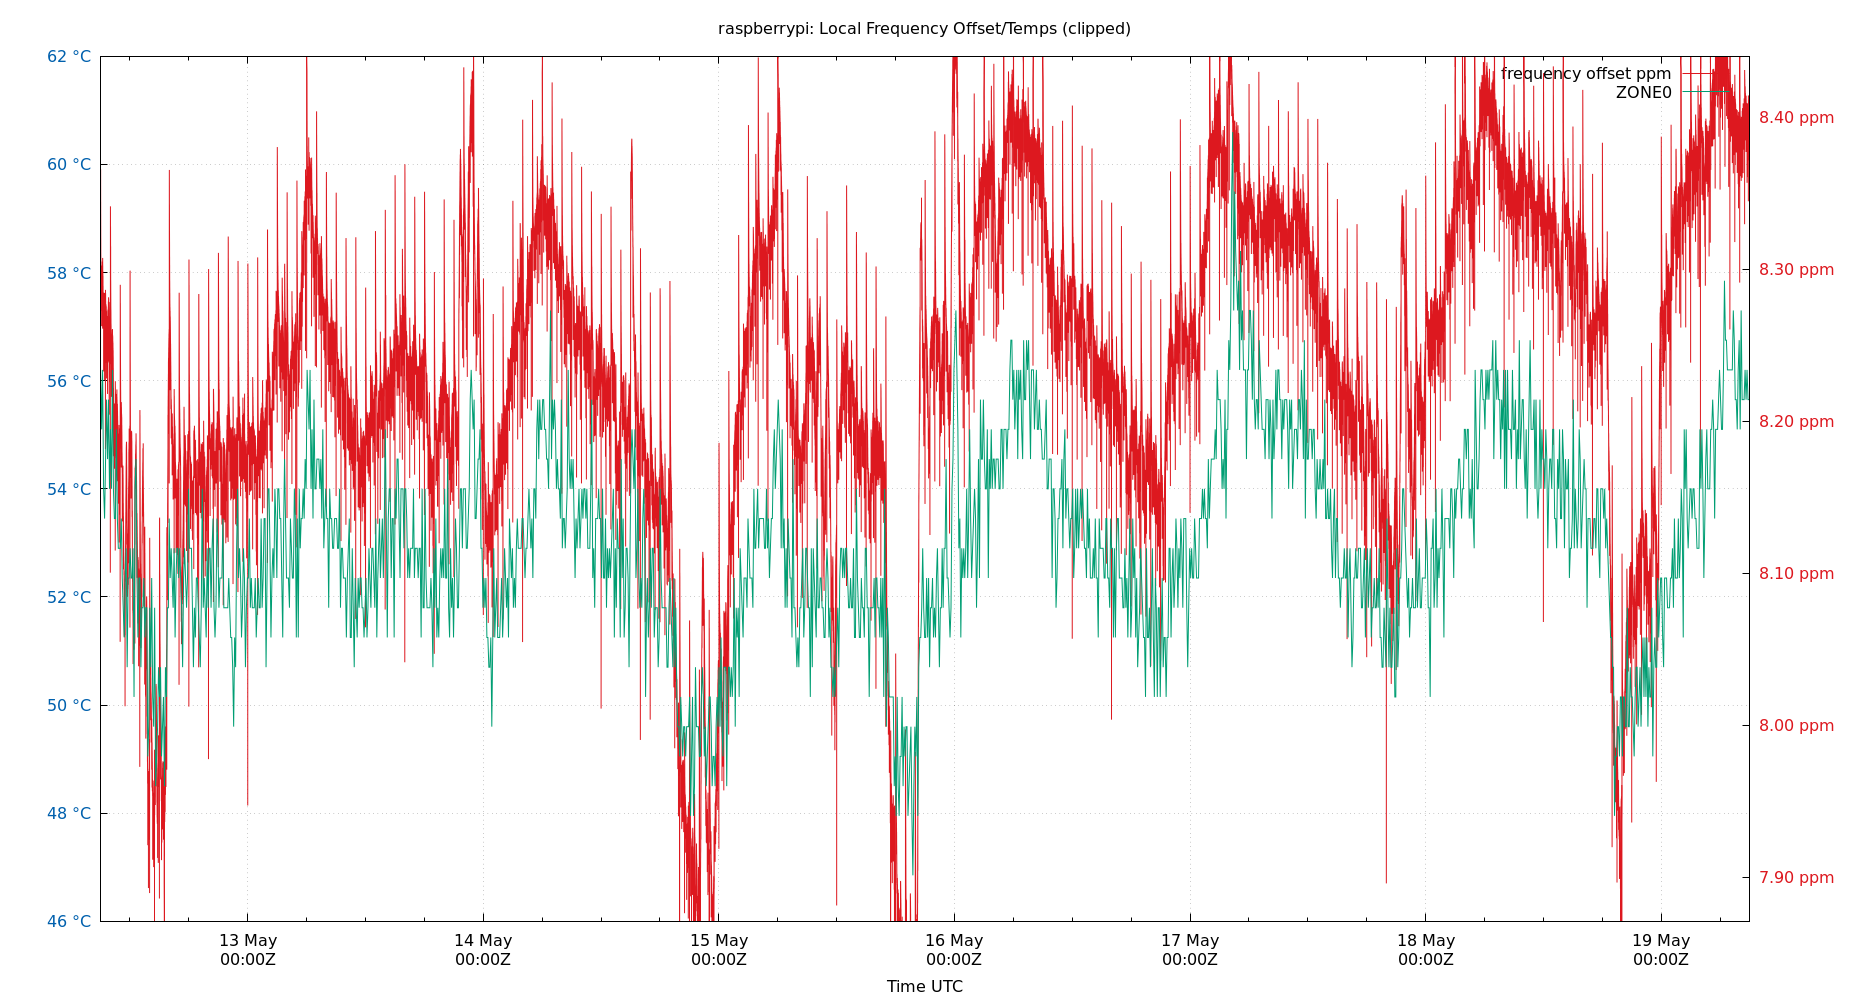 raspberrypi: Local Frequency Offset/Temps (clipped)
62 °C
60 °C
58 °C
56 °C
54 °C
52 °C
50 °C
48 °C
46 °C
frequency offset ppm
ZONE0
8.40 ppm
8.30 ppm
8.20 ppm
8.10 ppm
8.00 ppm
7.90 ppm
13 May
00:00Z
14 May
00:00Z
15 May
00:00Z
16 May
00:00Z
17 May
00:00Z
18 May
00:00Z
19 May
00:00Z
Time UTC